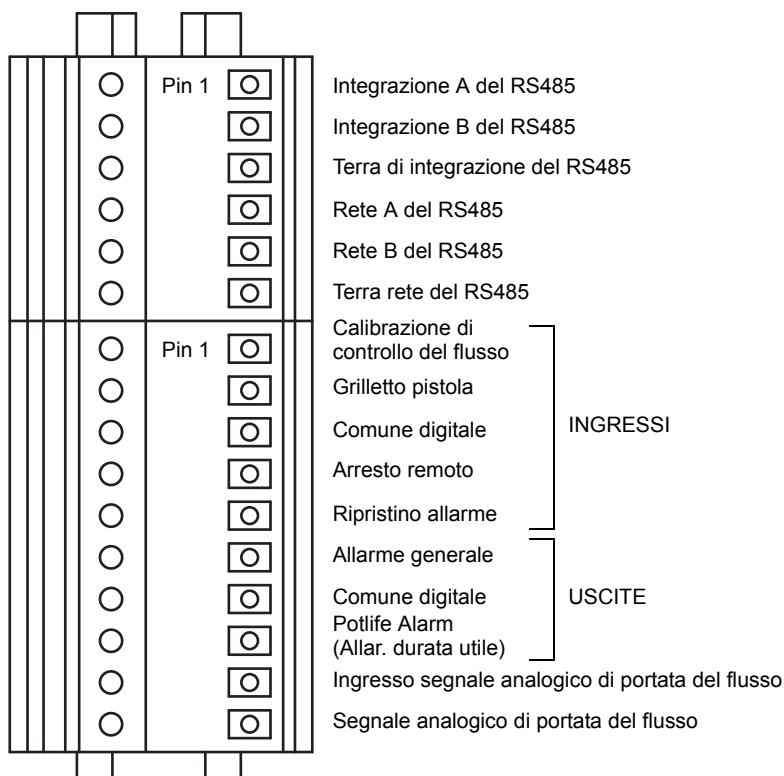 Pin 1
Integrazione A del RS485
Integrazione B del RS485
Terra di integrazione del RS485
Rete A del RS485
Rete B del RS485
Terra rete del RS485
Pin 1
Calibrazione di
controllo del flusso
Grilletto pistola
Comune digitale
INGRESSI
Arresto remoto
Ripristino allarme
Allarme generale
Comune digitale
USCITE
Potlife Alarm
(Allar. durata utile)
Ingresso segnale analogico di portata del flusso
Segnale analogico di portata del flusso